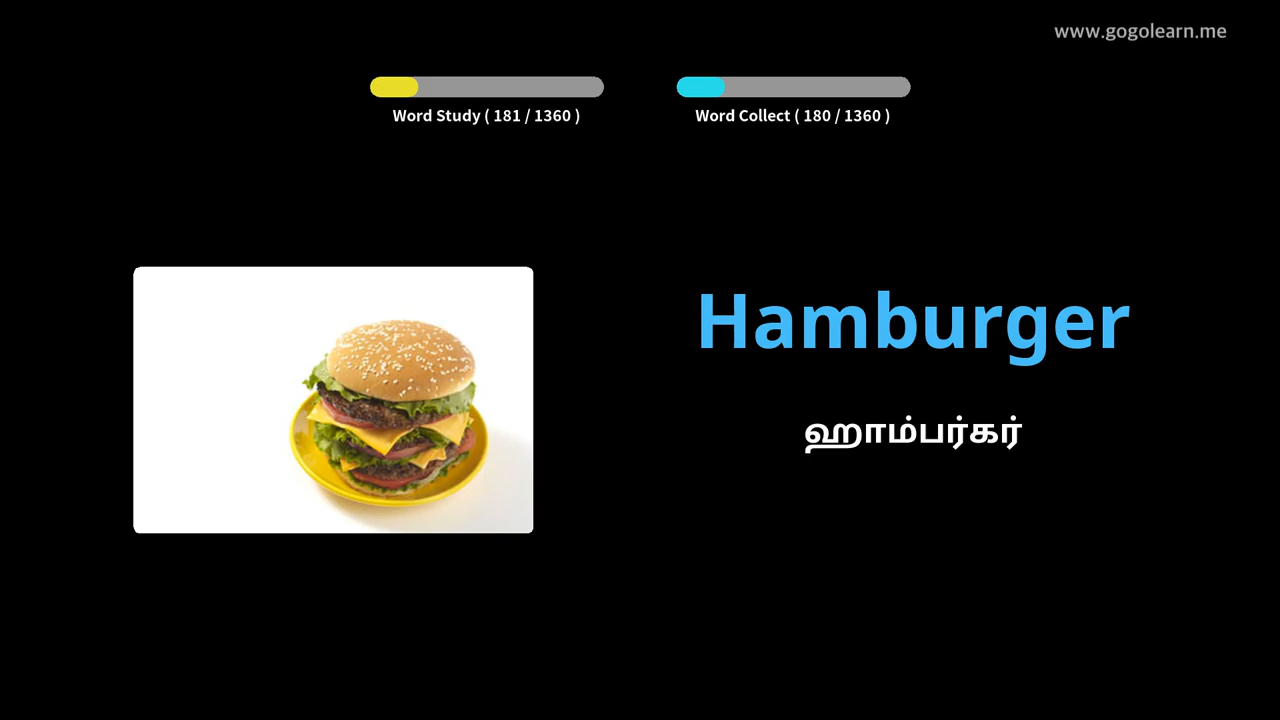 www.gogolearn.me
Word Study ( 181 / 1360 )
Word Collect ( 180 / 1360 )
Hamburger
ஹாம்பர்கர்